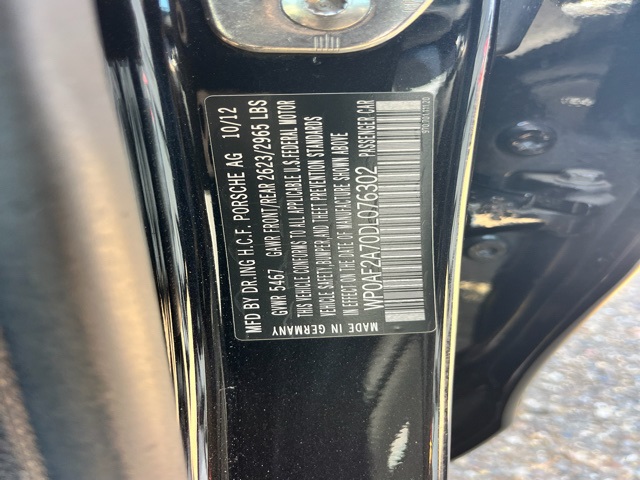 MFD BY DR.ING H.C.F. PORSCHE AG 10/12
GVWR 5467 GAWR FRONT/REAR 2623/2965 LBS
THIS VEHICLE CONFORMS TO ALL APPLICABLE U.S.FEDERAL MOTOR
VEHICLE SAFETY,BUMPER,AND THEFT PREVENTION STANDARDS
IN EFFECT ON THE DATE OF MANUFACTURE SHOWN ABOVE
WP0AF2A70DL076302 PASSENGER CAR
MADE IN GERMANY